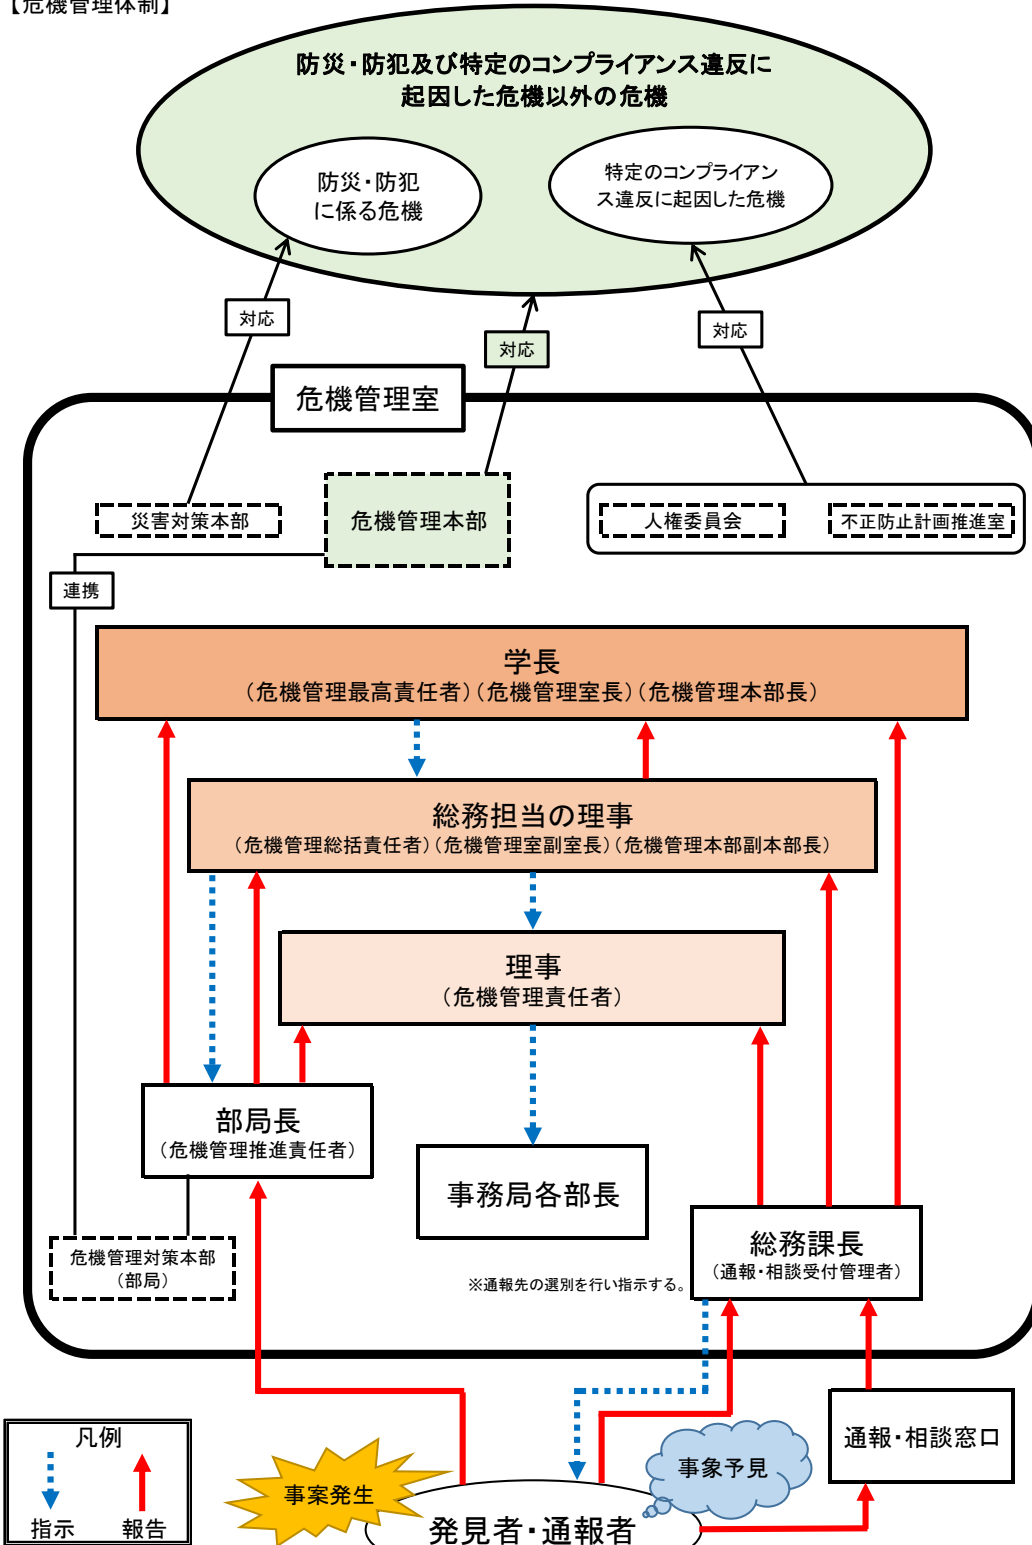 【危機管理体制】
防災・防犯及び特定のコンプライアンス違反に
起因した危機以外の危機
防災・防犯
に係る危機
特定のコンプライアン
ス違反に起因した危機
対応
対応
対応
危機管理室
災害対策本部
危機管理本部
人権委員会
不正防止計画推進室
連携
学長
（危機管理最高責任者）（危機管理室長）（危機管理本部長）
総務担当の理事
（危機管理総括責任者）（危機管理室副室長）（危機管理本部副本部長）
理事
（危機管理責任者）
部局長
（危機管理推進責任者）
事務局各部長
総務課長
（通報・相談受付管理者）
危機管理対策本部
（部局）
※通報先の選別を行い指示する。
凡例
指示
報告
事案発生
事象予見
通報・相談窓口
発見者・通報者